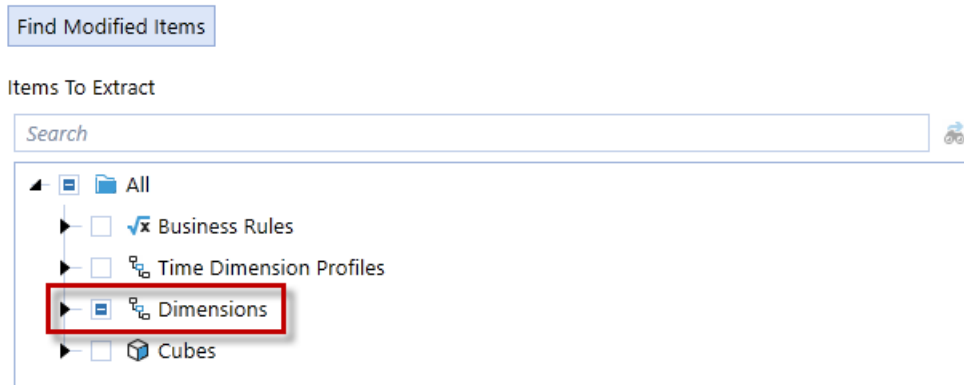 Find Modified Items
Items To Extract
Search
All
Business Rules
Time Dimension Profiles
Dimensions
Cubes